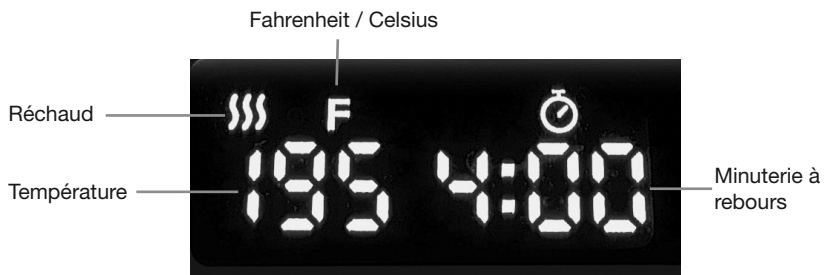 Fahrenheit / Celsius
Réchaud
F
Température
195 4:00
Minuterie à
rebours